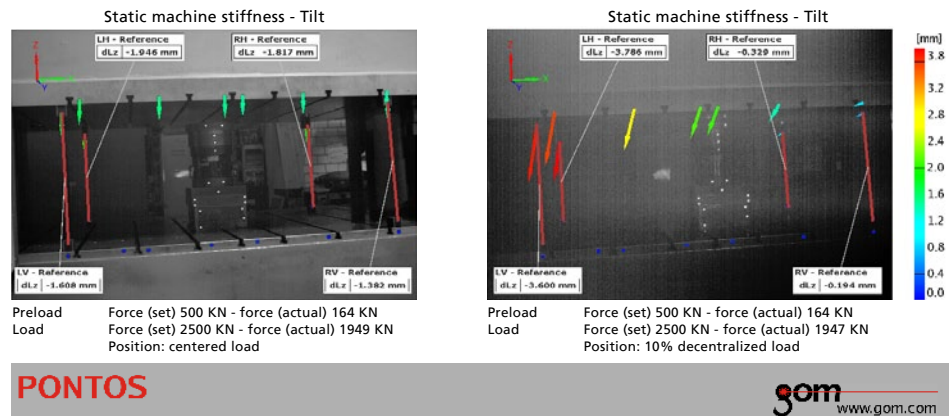 Static machine stiffness - Tilt
LH - Reference
dLz -1.946 mm
RH - Reference
dLz -1.817 mm
LV - Reference
dLz -1.608 mm
RV - Reference
dLz -1.382 mm
Preload Force (set) 500 KN - force (actual) 164 KN
Load Force (set) 2500 KN - force (actual) 1949 KN
Position: centered load
Static machine stiffness - Tilt
LH - Reference
dLz -3.786 mm
RH - Reference
dLz -0.329 mm
LV - Reference
dLz -3.600 mm
RV - Reference
dLz -0.194 mm
Preload Force (set) 500 KN - force (actual) 164 KN
Load Force (set) 2500 KN - force (actual) 1947 KN
Position: 10% decentralized load
[mm]
3.8
2.8
2.4
2.0
1.6
1.2
0.8
0.4
0.0
PONTOS
gom
www.gom.com